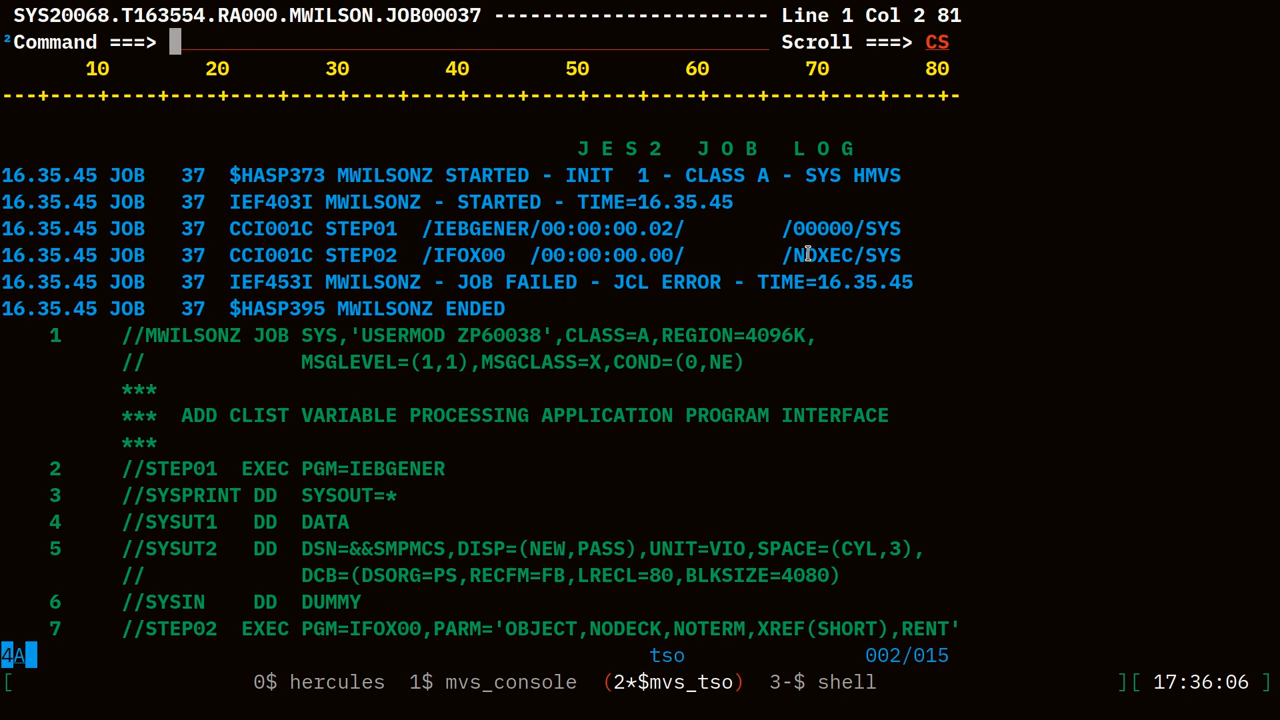 SYS20068.T163554.RA000.MWILSON.JOB00037 ----------------------- Line 1 Col 2 81
²Command ===> Scroll ===> CS
10 20 30 40 50 60 70 80
---+----+----+----+----+----+----+----+----+----+----+----+----+----+----+----+-
J E S 2   J O B   L O G
16.35.45 JOB   37  $HASP373 MWILSONZ STARTED - INIT  1 - CLASS A - SYS HMVS
16.35.45 JOB   37  IEF403I MWILSONZ - STARTED - TIME=16.35.45
16.35.45 JOB   37  CCI001C STEP01  /IEBGENER/00:00:00.02/        /00000/SYS
16.35.45 JOB   37  CCI001C STEP02  /IFOX00  /00:00:00.00/        /NOXEC/SYS
16.35.45 JOB   37  IEF453I MWILSONZ - JOB FAILED - JCL ERROR - TIME=16.35.45
16.35.45 JOB   37  $HASP395 MWILSONZ ENDED
1     //MWILSONZ JOB SYS,'USERMOD ZP60038',CLASS=A,REGION=4096K,
//             MSGLEVEL=(1,1),MSGCLASS=X,COND=(0,NE)
***
***  ADD CLIST VARIABLE PROCESSING APPLICATION PROGRAM INTERFACE
***
2     //STEP01  EXEC PGM=IEBGENER
3     //SYSPRINT DD  SYSOUT=*
4     //SYSUT1   DD  DATA
5     //SYSUT2   DD  DSN=&&SMPMCS,DISP=(NEW,PASS),UNIT=VIO,SPACE=(CYL,3),
//             DCB=(DSORG=PS,RECFM=FB,LRECL=80,BLKSIZE=4080)
6     //SYSIN    DD  DUMMY
7     //STEP02  EXEC PGM=IFOX00,PARM='OBJECT,NODECK,NOTERM,XREF(SHORT),RENT'
4A tso 002/015
[ 0$ hercules  1$ mvs_console  (2*$mvs_tso)  3-$ shell ][ 17:36:06 ]